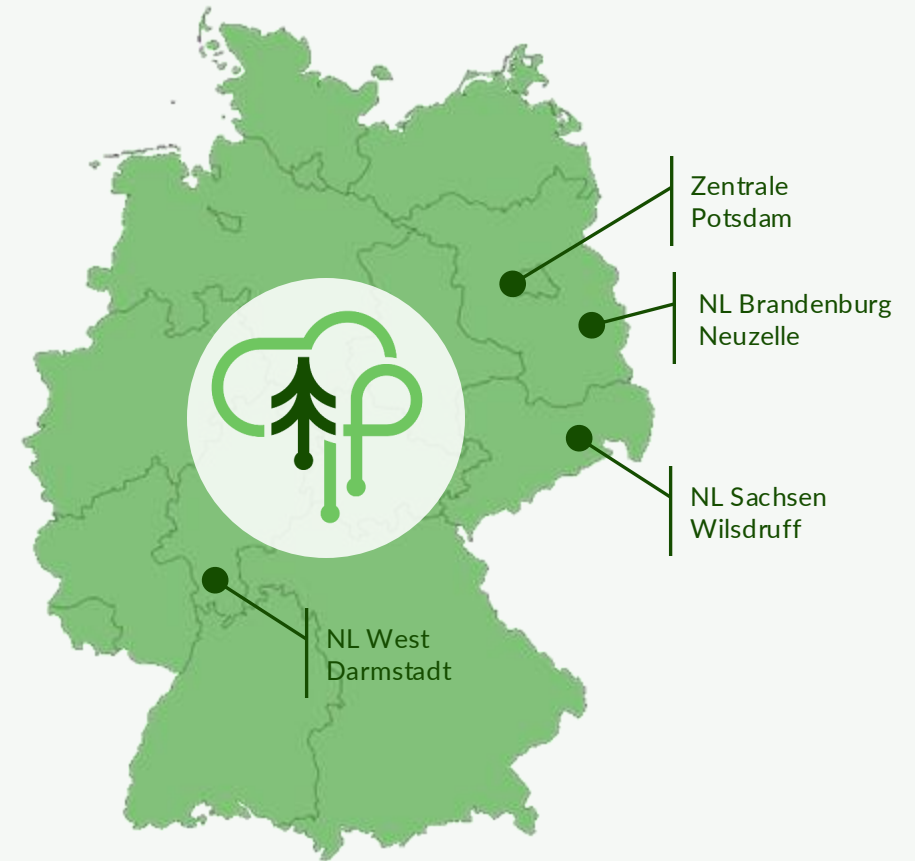 Zentrale
Potsdam
NL Brandenburg
Neuzelle
NL Sachsen
Wilsdruff
NL West
Darmstadt